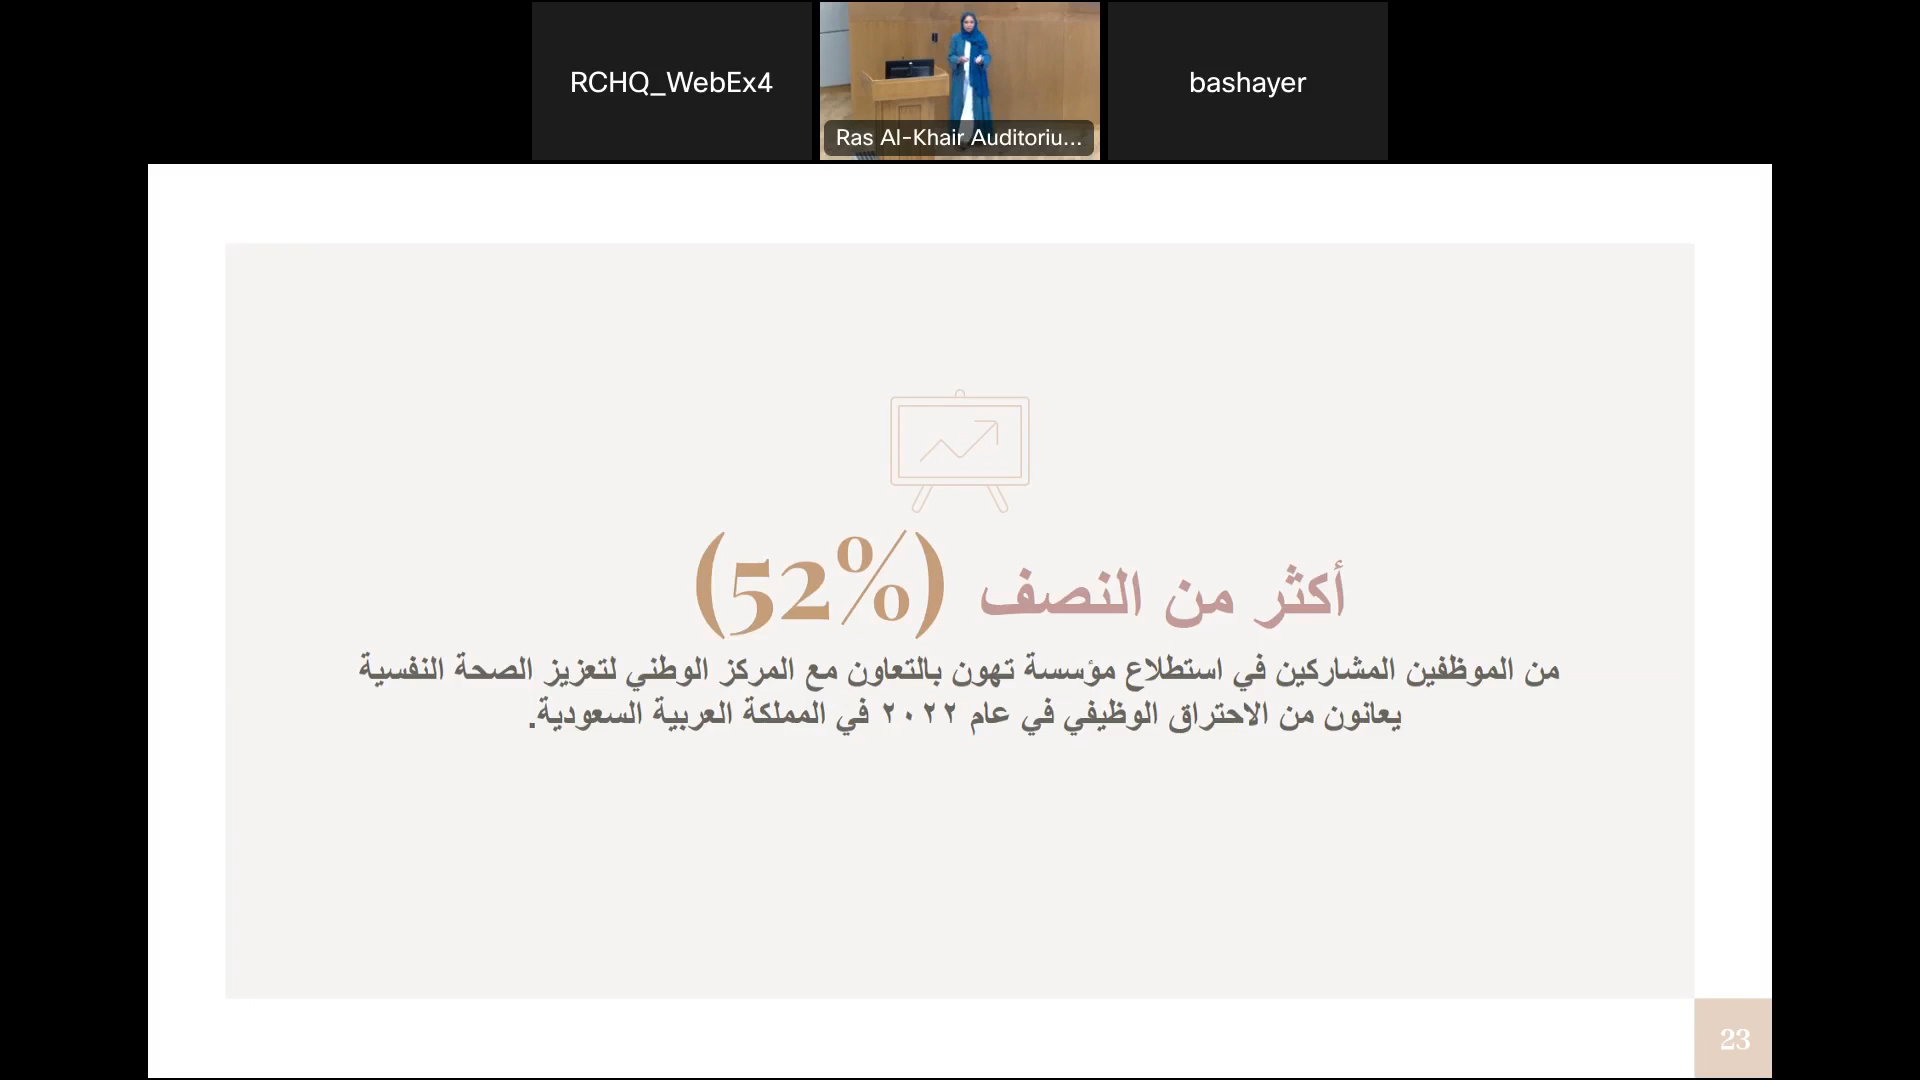 RCHQ_WebEx4
Ras Al-Khair Auditoriu...
bashayer
أكثر من النصف (52%)
من الموظفين المشاركين في استطلاع مؤسسة تهون بالتعاون مع المركز الوطني لتعزيز الصحة النفسية
يعانون من الاحتراق الوظيفي في عام ٢٠٢٢ في المملكة العربية السعودية.
23